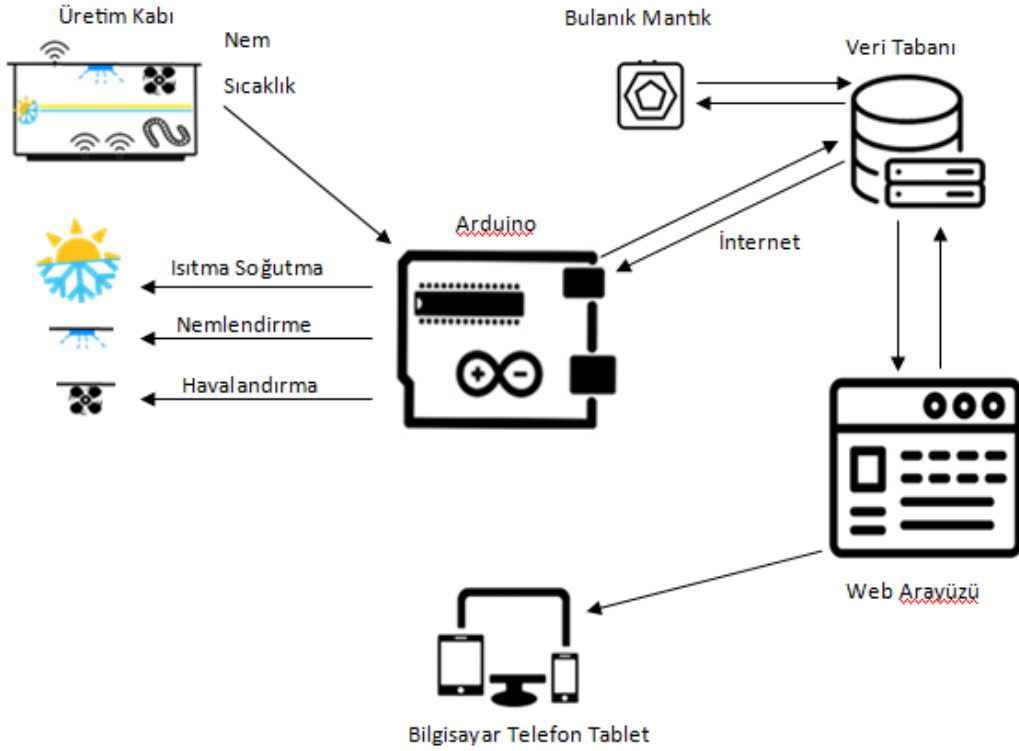 Üretim Kabı
Nem
Sıcaklık
Bulanık Mantık
Veri Tabanı
Arduino
İnternet
Isıtma Soğutma
Nemlendirme
Havalandırma
Web Arayüzü
Bilgisayar Telefon Tablet